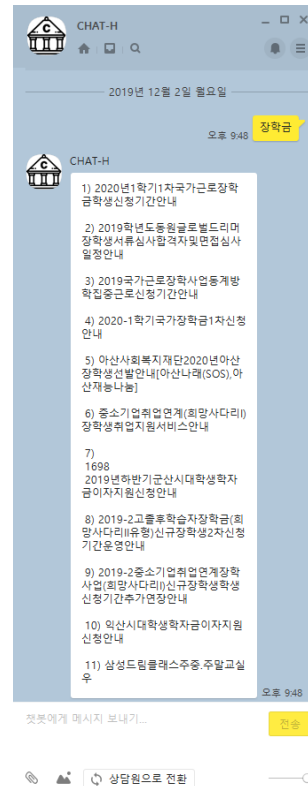 CHAT-H
2019년 12월 2일 월요일
장학금
오후 9:48
C
CHAT-H
1) 2020년1학기1차국가근로장학
금학생신청기간안내
2) 2019학년도동원글로벌드리머
장학생서류심사합격자및면접심사
일정안내
3) 2019국가근로장학사업동계방
학집중근로신청기간안내
4) 2020-1학기국가장학금1차신청
안내
5) 아산사회복지재단2020년아산
장학생선발안내[아산나래(SOS),아
산재능나눔]
6) 중소기업취업연계(희망사다리I)
장학생취업지원서비스안내
7)
1698
2019년하반기군산시대학생학자
금이자지원신청안내
8) 2019-2고졸후학습자장학금(희
망사다리II유형)신규장학생2차신청
기간운영안내
9) 2019-2중소기업취업연계장학
사업(희망사다리I)신규장학생학생
신청기간추가연장안내
10) 익산시대학생학자금이자지원
신청안내
11) 삼성드림클래스주중.주말교실
우
오후 9:48
챗봇에게 메시지 보내기...
전송
상담원으로 전환